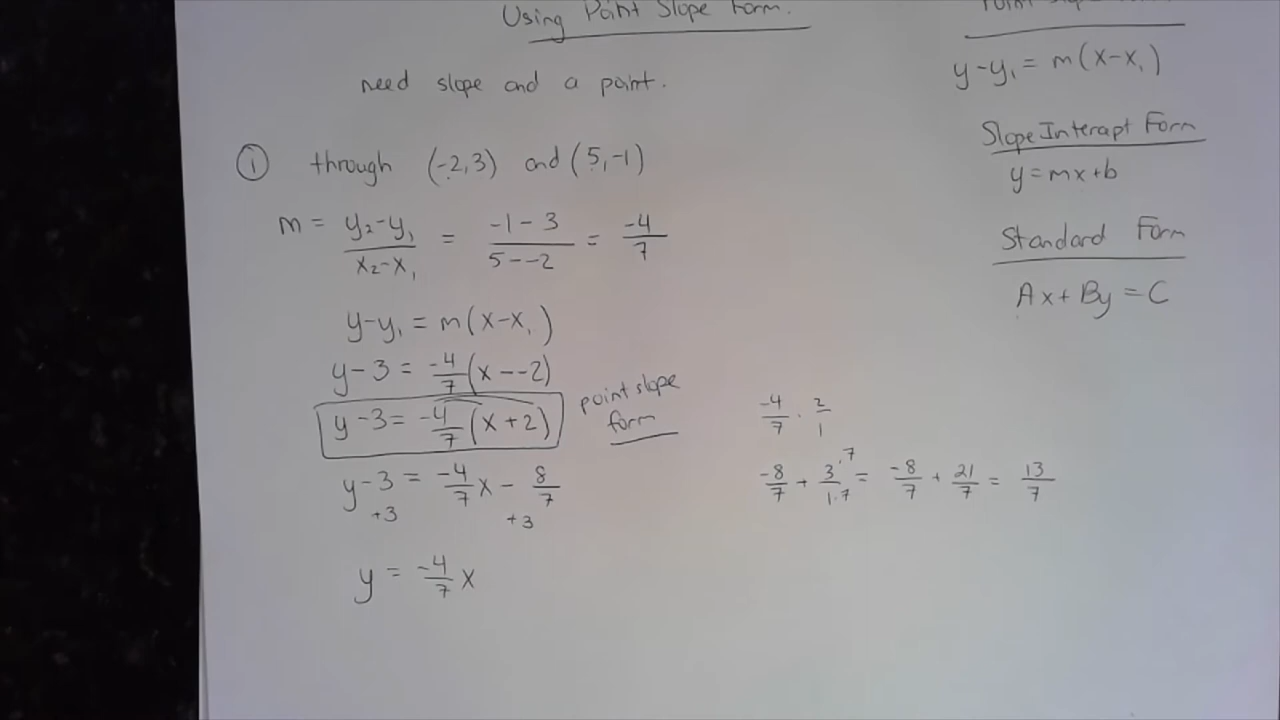 Using Point Slope Form.
need slope and a point.
① through (-2,3) and (5,-1)
m = y₂-y₁/x₂-x₁ = -1-3/5--2 = -4/7
y-y₁ = m(x-x₁)
y-3 = -4/7(x--2)
y-3 = -4/7(x+2) point slope form
y-3 = -4/7x - 8/7
+3 +3
y = -4/7x
-4/7 · 2/1
-8/7 + 3·7/1·7 = -8/7 + 21/7 = 13/7
y-y₁ = m(x-x₁)
Slope Interapt Form
y=mx+b
Standard Form
Ax+By=C